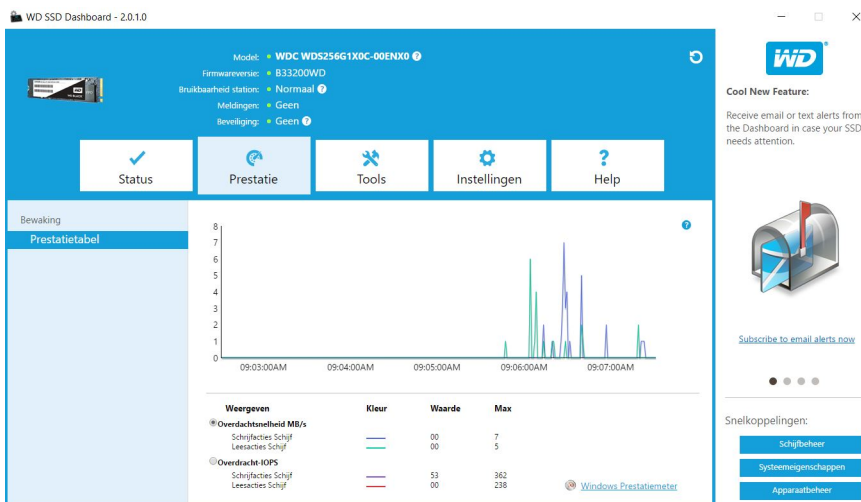 WD SSD Dashboard - 2.0.1.0
Model: WDC WDS256G1X0C-00ENX0
Firmwareversie: B33200WD
Bruikbaarheid station: Normaal
Meldingen: Geen
Beveiliging: Geen
Status
Prestatie
Tools
Instellingen
Help
Bewaking
Prestatietabel
8
7
6
5
4
3
2
1
0
09:03:00AM 09:04:00AM 09:05:00AM 09:06:00AM 09:07:00AM
Weergeven Kleur Waarde Max
Overdachtsnelheid MB/s
Schrijfacties Schijf 00 7
Leesacties Schijf 00 5
Overdracht-IOPS
Schrijfacties Schijf 53 362
Leesacties Schijf 00 238
Windows Prestatiemeter
WD
Cool New Feature:
Receive email or text alerts from
the Dashboard in case your SSD
needs attention.
Subscribe to email alerts now
Snelkoppelingen:
Schijfbeheer
Systeemeigenschappen
Apparaatbeheer